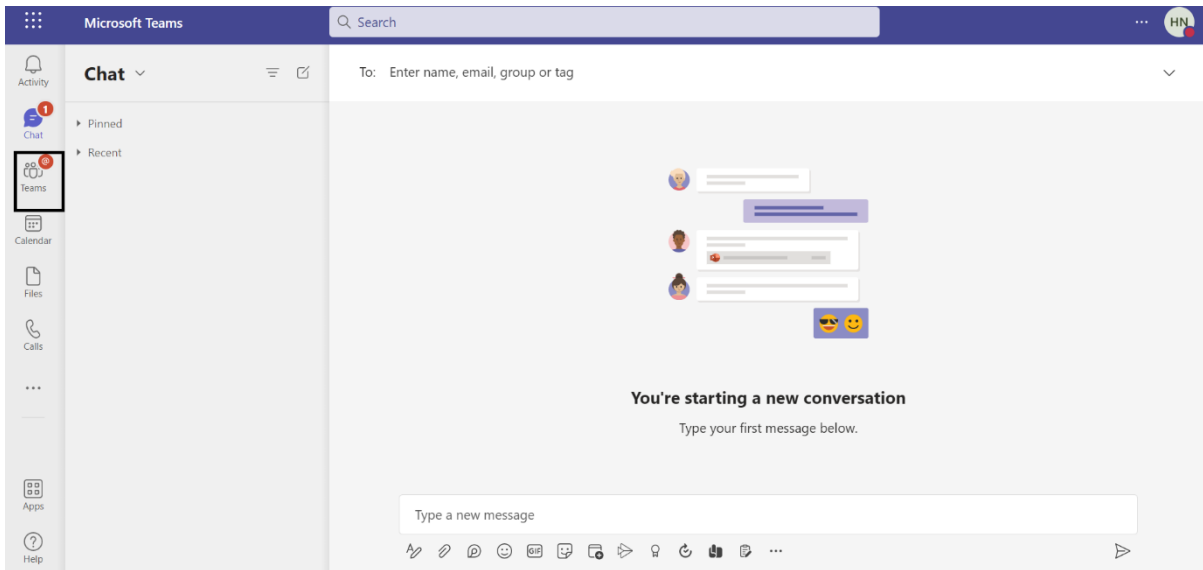 Microsoft Teams
Search
HN
Activity
1
Chat
@
Teams
Calendar
Files
Calls
Apps
Help
Chat
Pinned
Recent
To: Enter name, email, group or tag
You're starting a new conversation
Type your first message below.
Type a new message
GIF